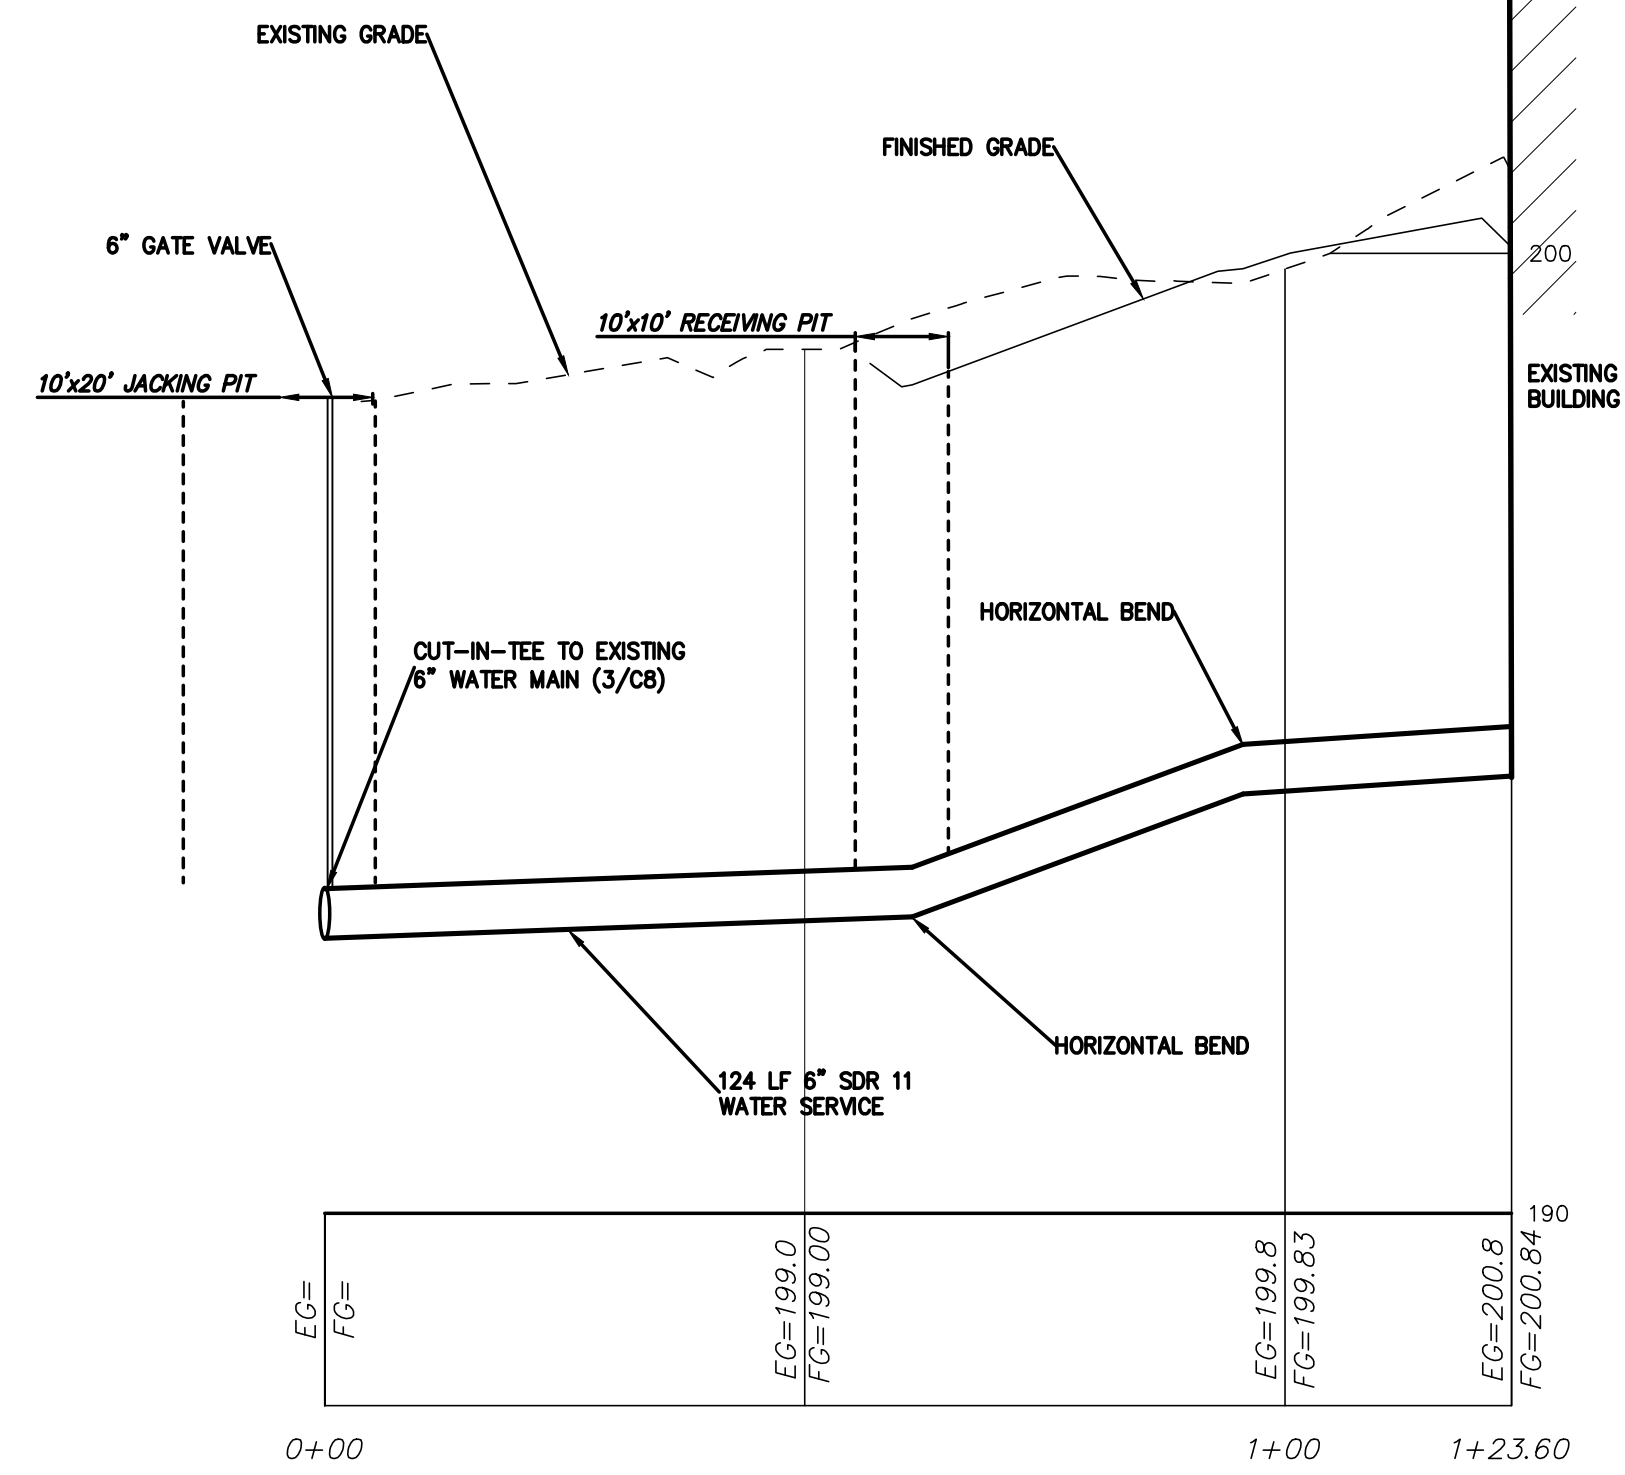 EXISTING GRADE
FINISHED GRADE
6" GATE VALVE
200
10'x10' RECEIVING PIT
10'x20' JACKING PIT
EXISTING
BUILDING
HORIZONTAL BEND
CUT-IN-TEE TO EXISTING
6" WATER MAIN (3/C8)
HORIZONTAL BEND
124 LF 6" SDR 11
WATER SERVICE
190
EG=
FG=
EG=199.0
FG=199.00
EG=199.8
FG=199.83
EG=200.8
FG=200.84
0+00
1+00
1+23.60